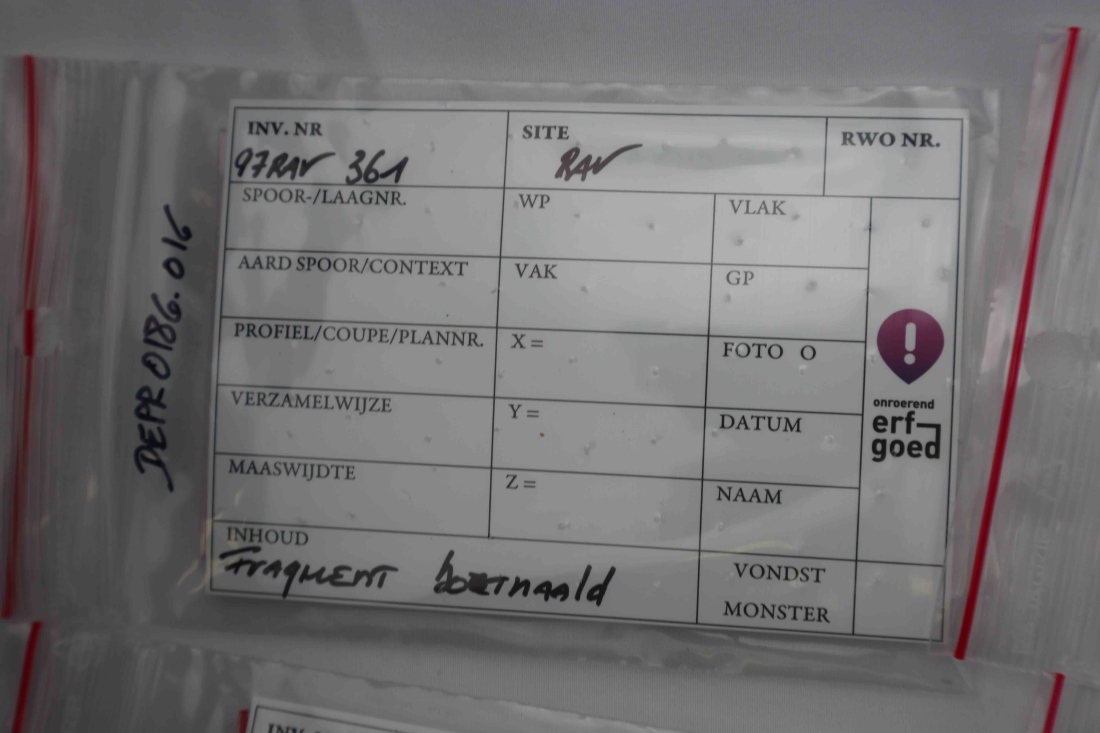 INV. NR
97RAV 361
SITE
RAV
RWO NR.
SPOOR-/LAAGNR.
WP
VLAK
AARD SPOOR/CONTEXT
VAK
GP
PROFIEL/COUPE/PLANNR.
X =
FOTO O
VERZAMELWIJZE
Y =
DATUM
MAASWIJDTE
Z =
NAAM
INHOUD
FRAGMENT
VONDST
MONSTER
onroerend
erf-
goed
DEPR0186.016